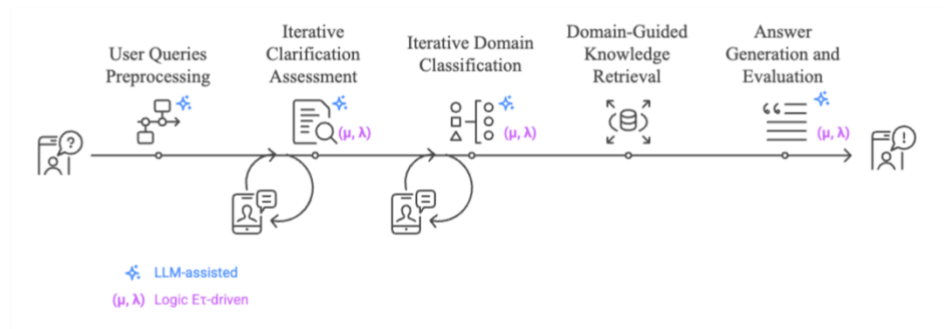 User Queries
Preprocessing
Iterative
Clarification
Assessment
(μ, λ)
Iterative Domain
Classification
(μ, λ)
Domain-Guided
Knowledge
Retrieval
Answer
Generation and
Evaluation
(μ, λ)
?
!
LLM-assisted
(μ, λ) Logic Eτ-driven